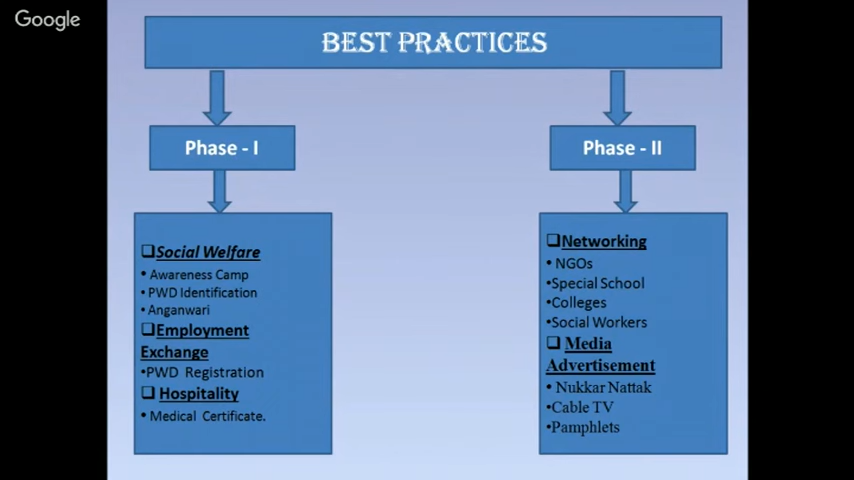 Google
BEST PRACTICES
Phase - I
Phase - II
❑Social Welfare
• Awareness Camp
• PWD Identification
• Anganwari
❑Employment
Exchange
•PWD Registration
❑ Hospitality
• Medical Certificate.
❑Networking
• NGOs
•Special School
•Colleges
•Social Workers
❑ Media
Advertisement
• Nukkar Nattak
•Cable TV
•Pamphlets